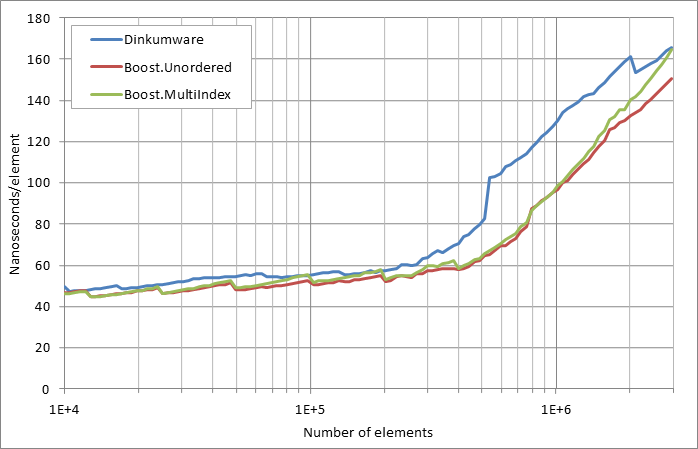 180
160
140
120
100
80
60
40
20
0
Nanoseconds/element
Dinkumware
Boost.Unordered
Boost.MultiIndex
1E+4
1E+5
1E+6
Number of elements